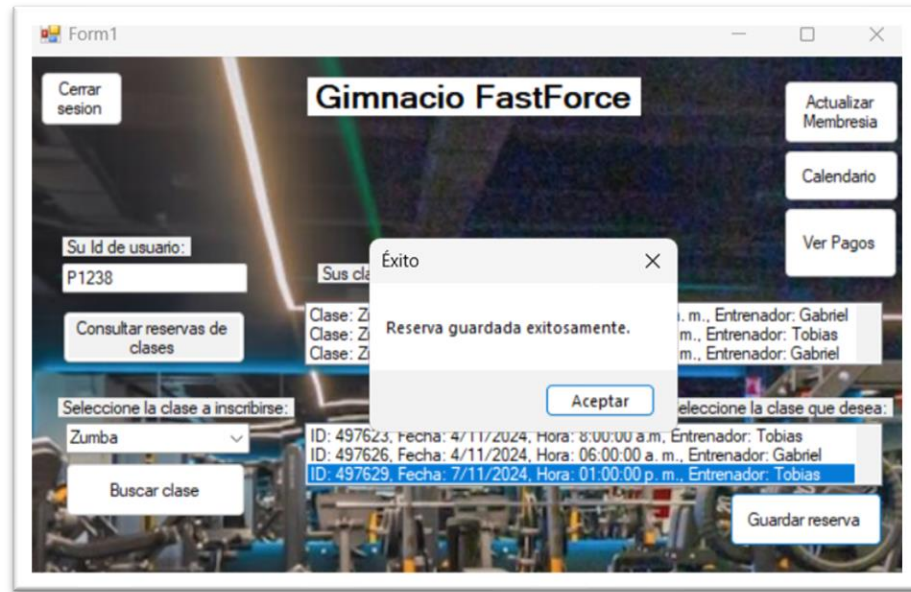 Form1
Cerrar
sesion
Gimnacio FastForce
Actualizar
Membresia
Calendario
Ver Pagos
Su Id de usuario:
P1238
Consultar reservas de
clases
Sus
Éxito
Reserva guardada exitosamente.
Aceptar
Clase: . m., Entrenador: Gabriel
Clase: m., Entrenador: Tobias
Clase: m., Entrenador: Gabriel
Seleccione la clase a inscribirse:
eleccione la clase que desea:
Zumba
Buscar clase
ID: 497623, Fecha: 4/11/2024, Hora: 8:00:00 a.m, Entrenador: Tobias
ID: 497626, Fecha: 4/11/2024, Hora: 06:00:00 a. m., Entrenador: Gabriel
ID: 497629, Fecha: 7/11/2024, Hora: 01:00:00 p. m., Entrenador: Tobias
Guardar reserva